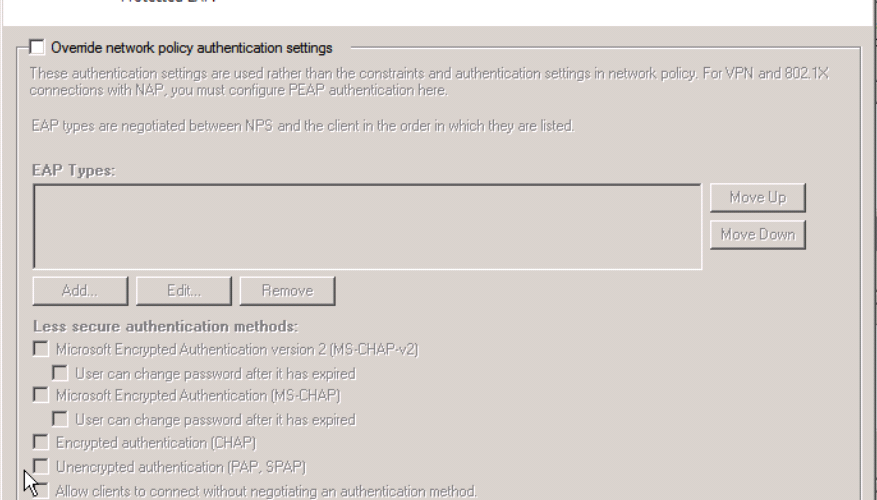 Override network policy authentication settings
These authentication settings are used rather than the constraints and authentication settings in network policy. For VPN and 802.1X
connections with NAP, you must configure PEAP authentication here.
EAP types are negotiated between NPS and the client in the order in which they are listed.
EAP Types:
Move Up
Move Down
Add... Edit... Remove
Less secure authentication methods:
Microsoft Encrypted Authentication version 2 (MS-CHAP-v2)
User can change password after it has expired
Microsoft Encrypted Authentication (MS-CHAP)
User can change password after it has expired
Encrypted authentication (CHAP)
Unencrypted authentication (PAP, SPAP)
Allow clients to connect without negotiating an authentication method.